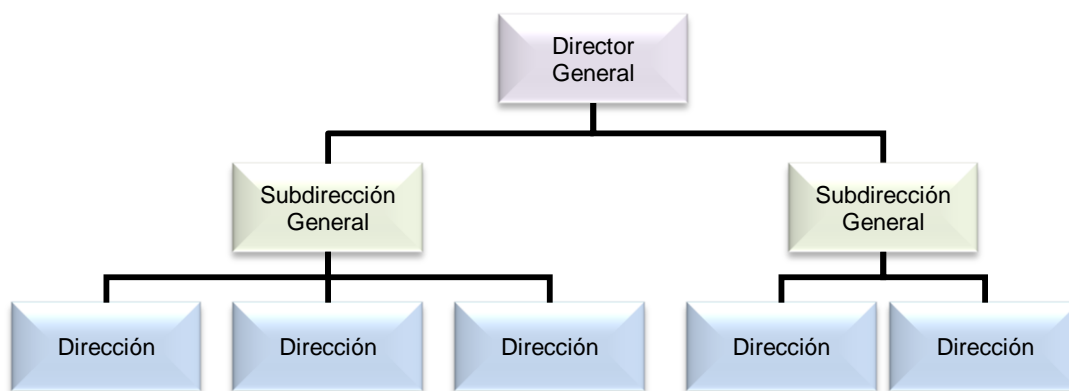 Director
General
Subdirección
General
Subdirección
General
Dirección
Dirección
Dirección
Dirección
Dirección